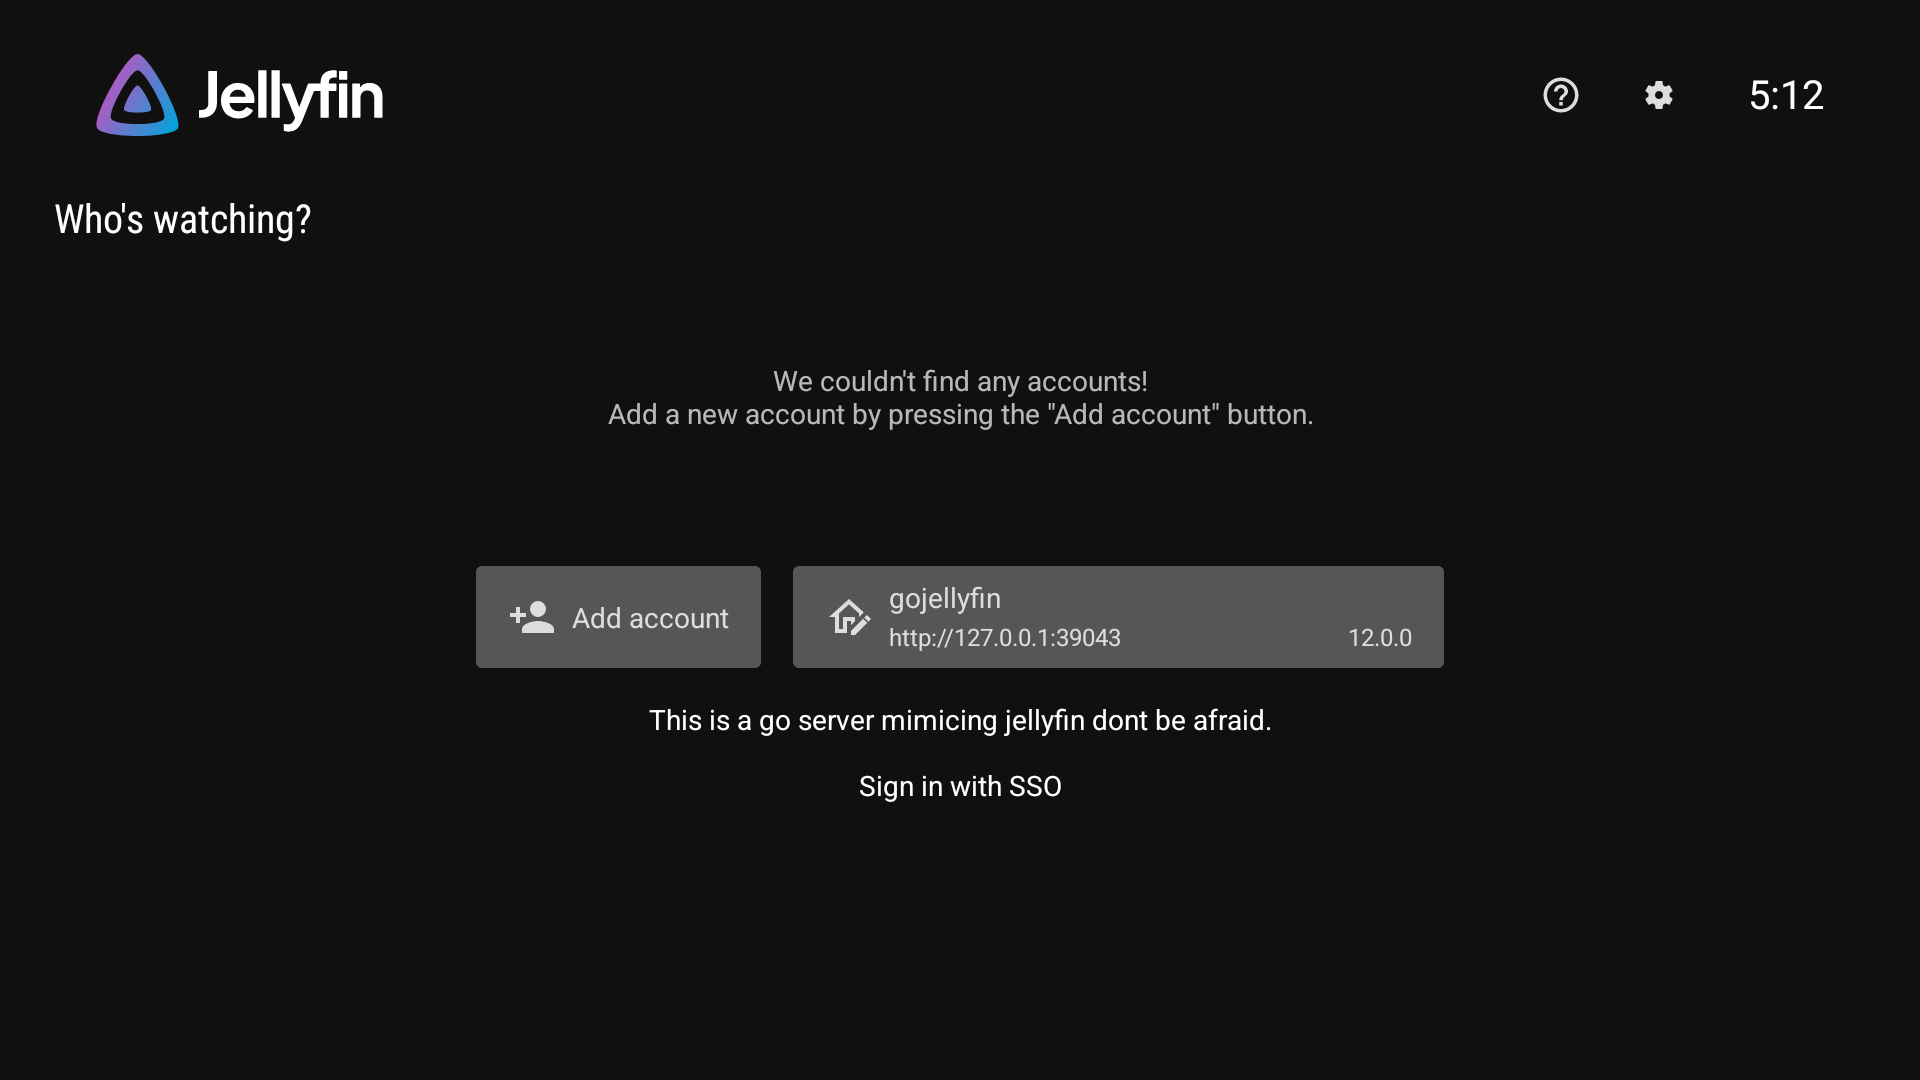 Jellyfin
5:12
Who's watching?
We couldn't find any accounts!
Add a new account by pressing the "Add account" button.
Add account
gojellyfin
http://127.0.0.1:39043
12.0.0
This is a go server mimicing jellyfin dont be afraid.
Sign in with SSO